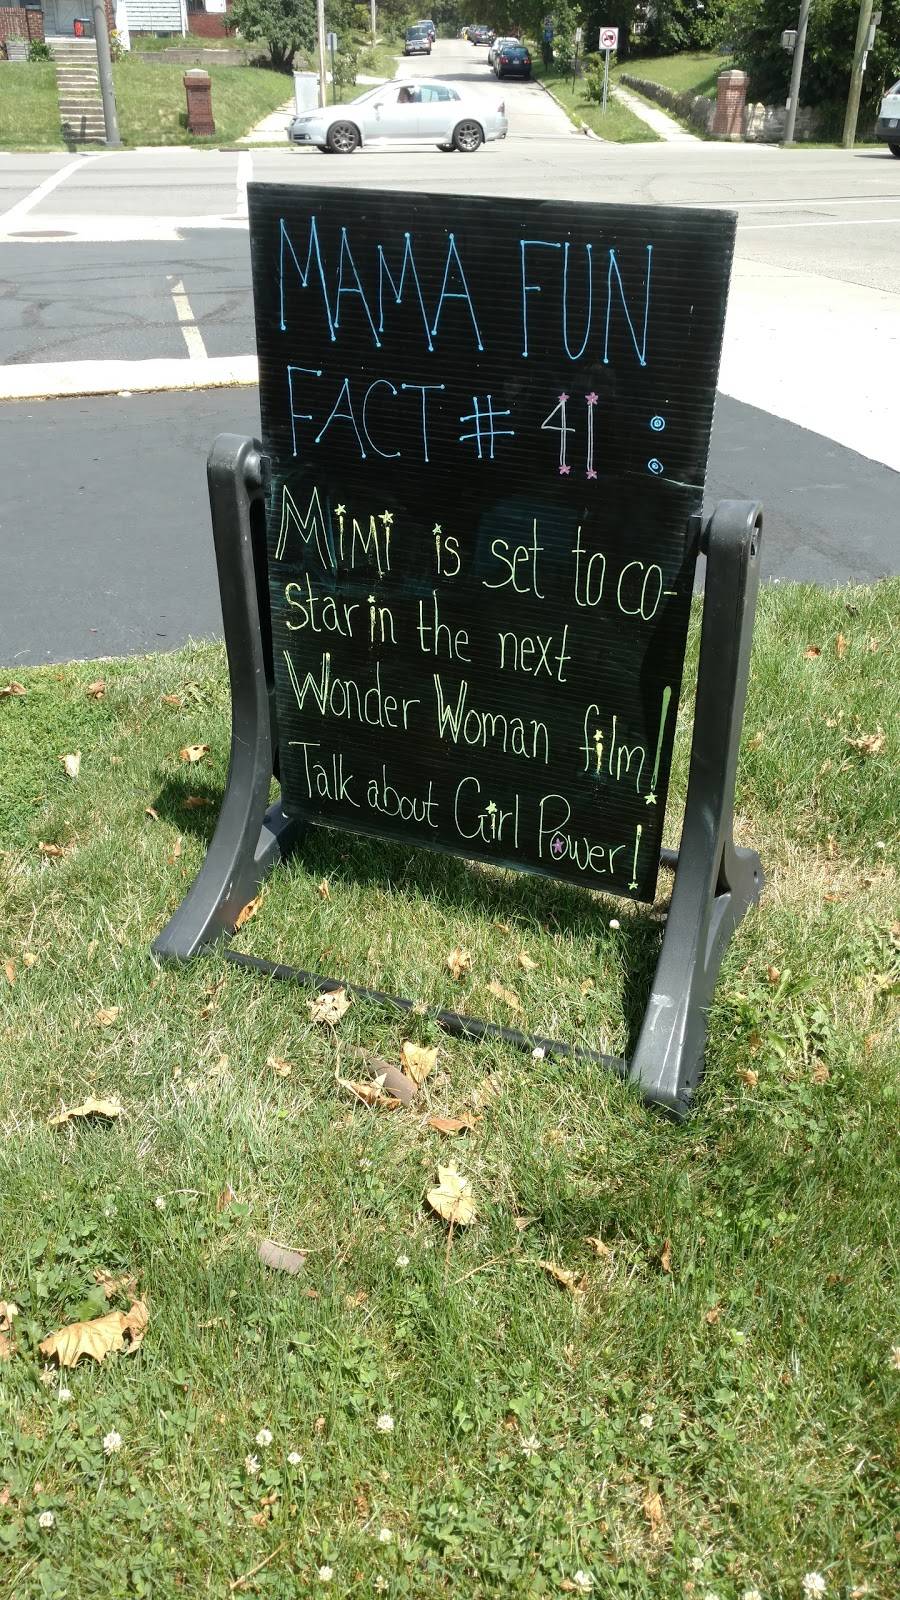 MAMA FUN
FACT # 41 :
MiMi is set to co-
star in the next
Wonder Woman film!
Talk about Girl Power!